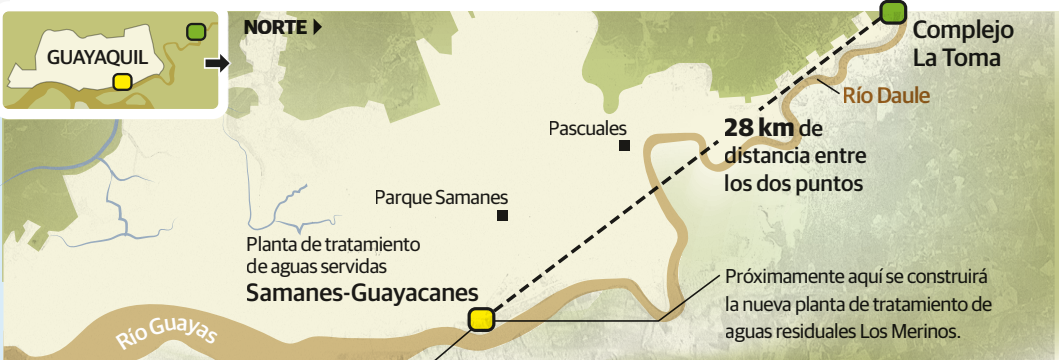 GUAYAQUIL
NORTE
Complejo
La Toma
Río Daule
28 km de
distancia entre
los dos puntos
Pascuales
Parque Samanes
Planta de tratamiento
de aguas servidas
Samanes-Guayacanes
Próximamente aquí se construirá
la nueva planta de tratamiento de
aguas residuales Los Merinos.
Río Guayas